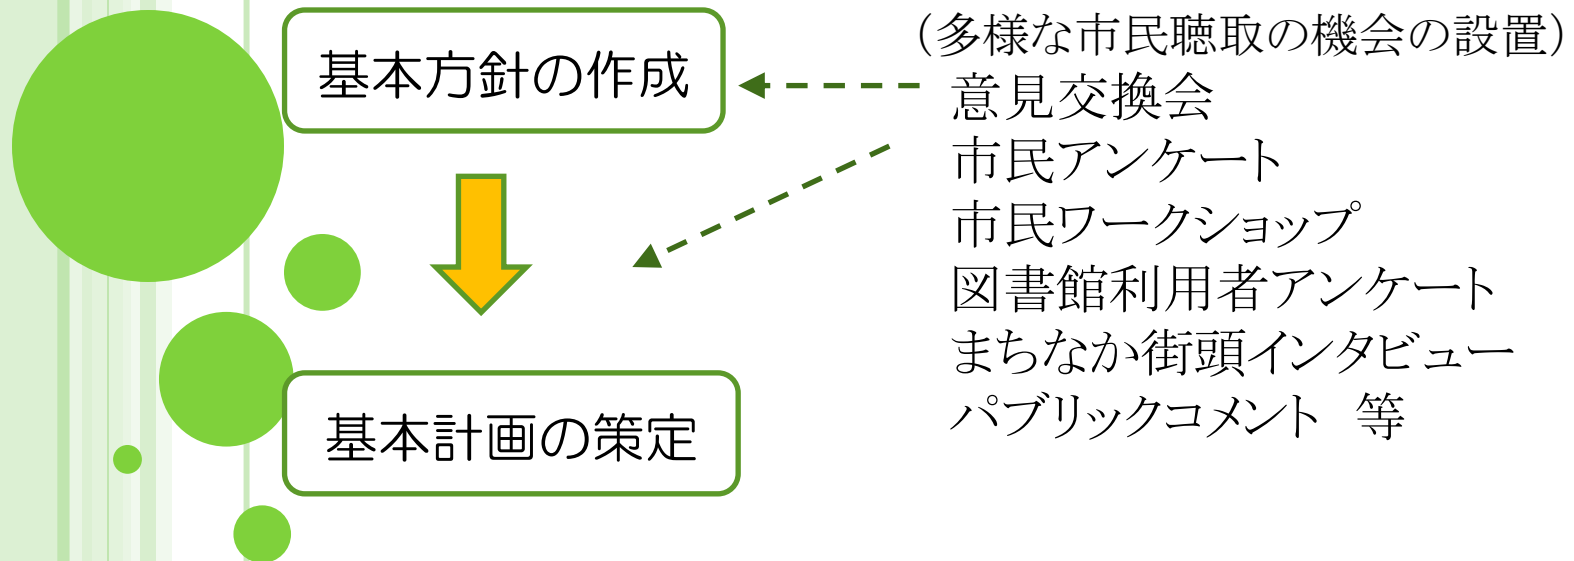 基本方針の作成
基本計画の策定
（多様な市民聴取の機会の設置）
意見交換会
市民アンケート
市民ワークショップ
図書館利用者アンケート
まちなか街頭インタビュー
パブリックコメント　等